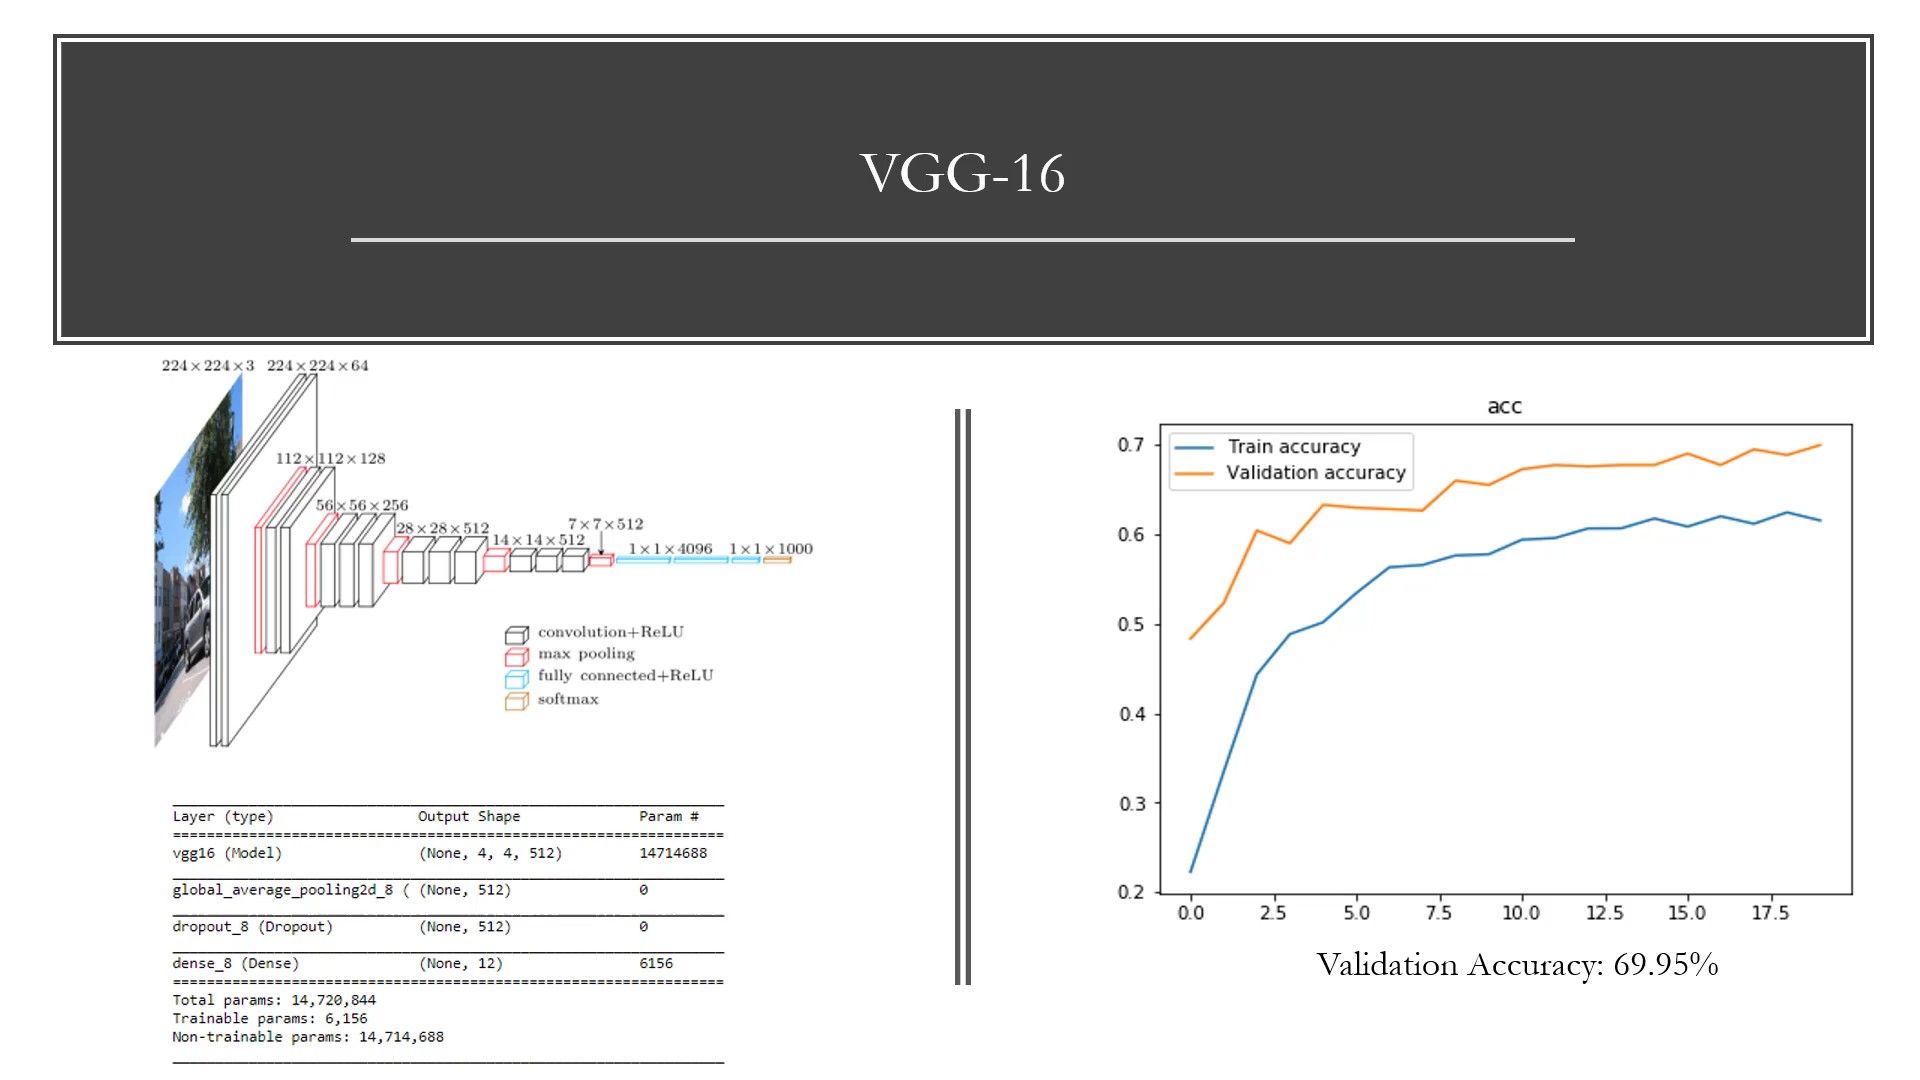 VGG-16
224×224×3 224×224×64
112×112×128
56×56×256
28×28×512
14×14×512
7×7×512
1×1×4096 1×1×1000
convolution+ReLU
max pooling
fully connected+ReLU
softmax
Layer (type) Output Shape Param #
=================================================================
vgg16 (Model) (None, 4, 4, 512) 14714688
global_average_pooling2d_8 ( (None, 512) 0
dropout_8 (Dropout) (None, 512) 0
dense_8 (Dense) (None, 12) 6156
=================================================================
Total params: 14,720,844
Trainable params: 6,156
Non-trainable params: 14,714,688
acc
Train accuracy
Validation accuracy
0.7
0.6
0.5
0.4
0.3
0.2
0.0 2.5 5.0 7.5 10.0 12.5 15.0 17.5
Validation Accuracy: 69.95%